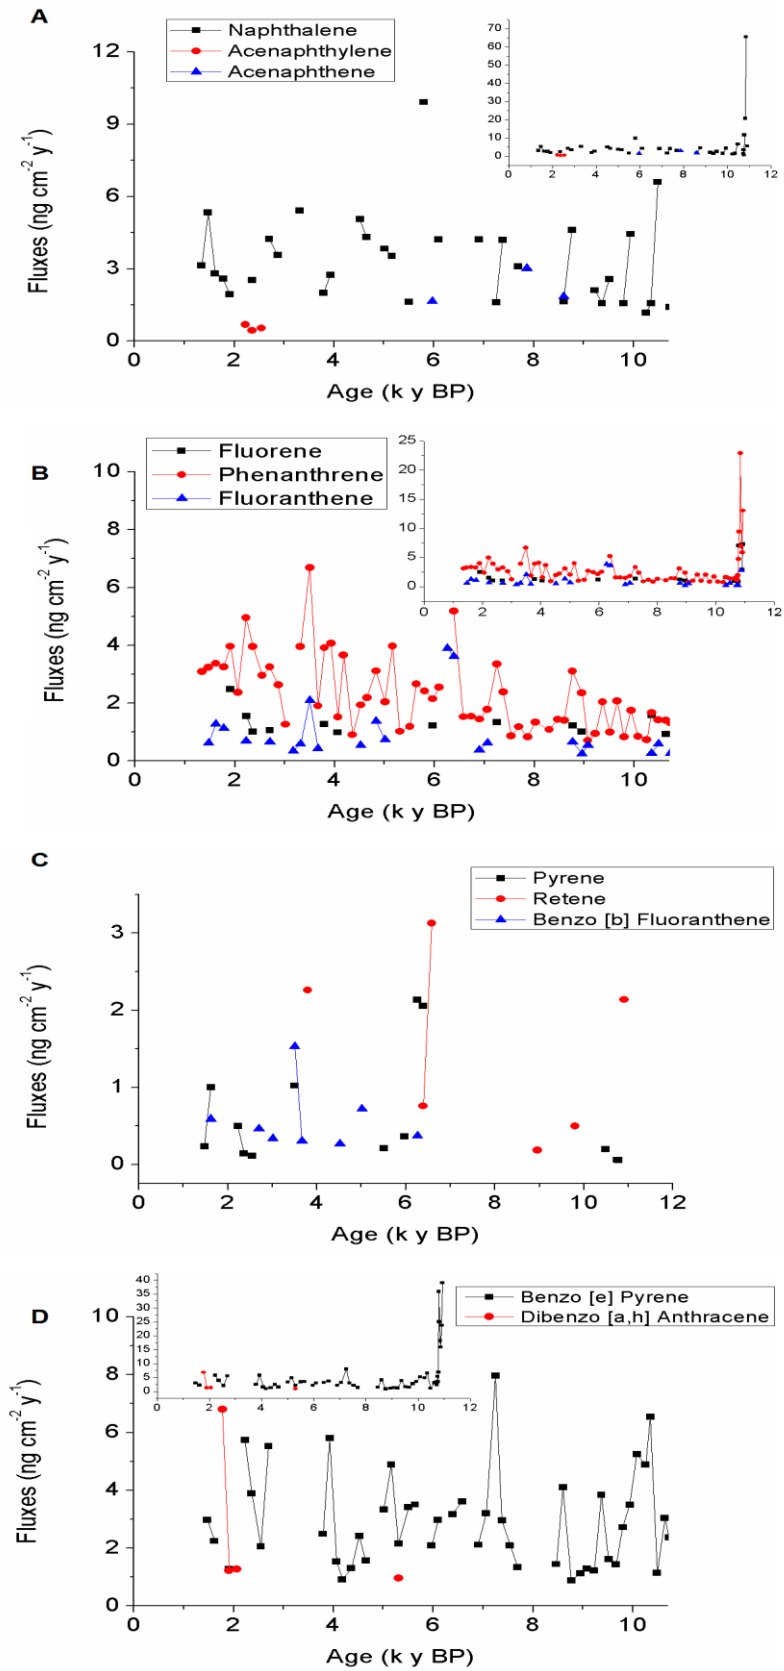 A
Naphthalene
Acenaphthylene
Acenaphthene
12
9
6
3
0
0 2 4 6 8 10
Fluxes (ng cm-2 y-1)
Age (k y BP)
70
60
50
40
30
20
10
0
0 2 4 6 8 10 12
B
Fluorene
Phenanthrene
Fluoranthene
10
8
6
4
2
0
0 2 4 6 8 10
Fluxes (ng cm-2 y-1)
Age (k y BP)
25
20
15
10
5
0
0 2 4 6 8 10 12
C
Pyrene
Retene
Benzo [b] Fluoranthene
3
2
1
0
0 2 4 6 8 10 12
Fluxes (ng cm-2 y-1)
Age (k y BP)
D
Benzo [e] Pyrene
Dibenzo [a,h] Anthracene
10
8
6
4
2
0
0 2 4 6 8 10
Fluxes (ng cm-2 y-1)
Age (k y BP)
40
35
30
25
20
15
10
5
0
0 2 4 6 8 10 12